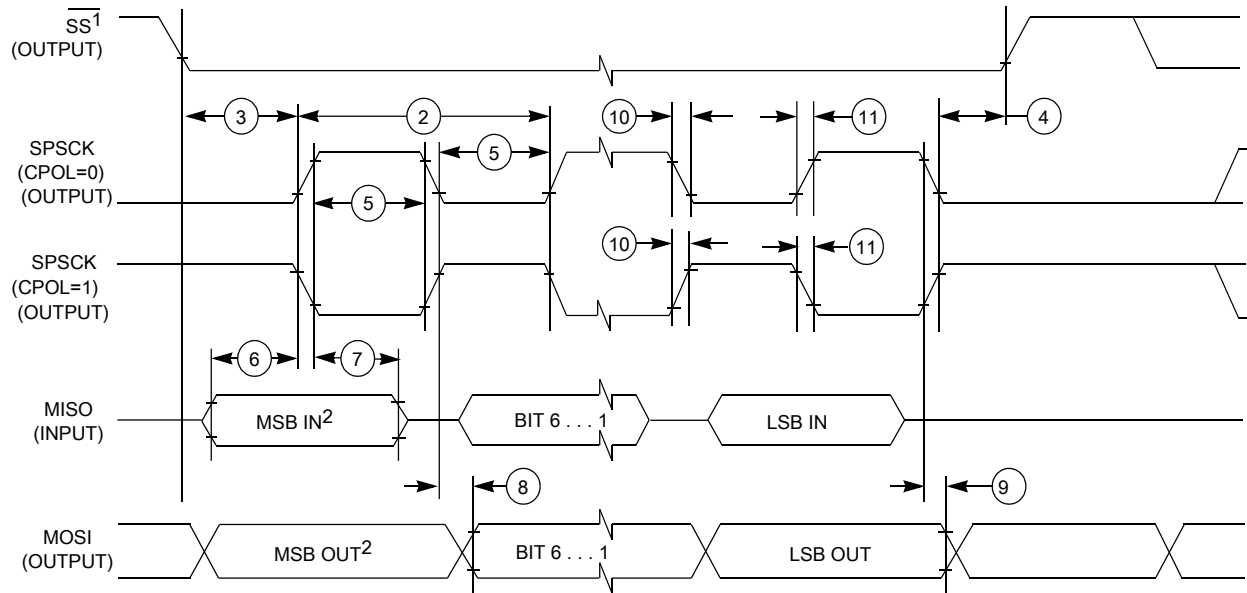 SS¹
(OUTPUT)
3
2
10
11
4
SPSCK
(CPOL=0)
(OUTPUT)
5
5
10
11
SPSCK
(CPOL=1)
(OUTPUT)
6
7
MISO
(INPUT)
MSB IN²
BIT 6 . . . 1
LSB IN
8
9
MOSI
(OUTPUT)
MSB OUT²
BIT 6 . . . 1
LSB OUT